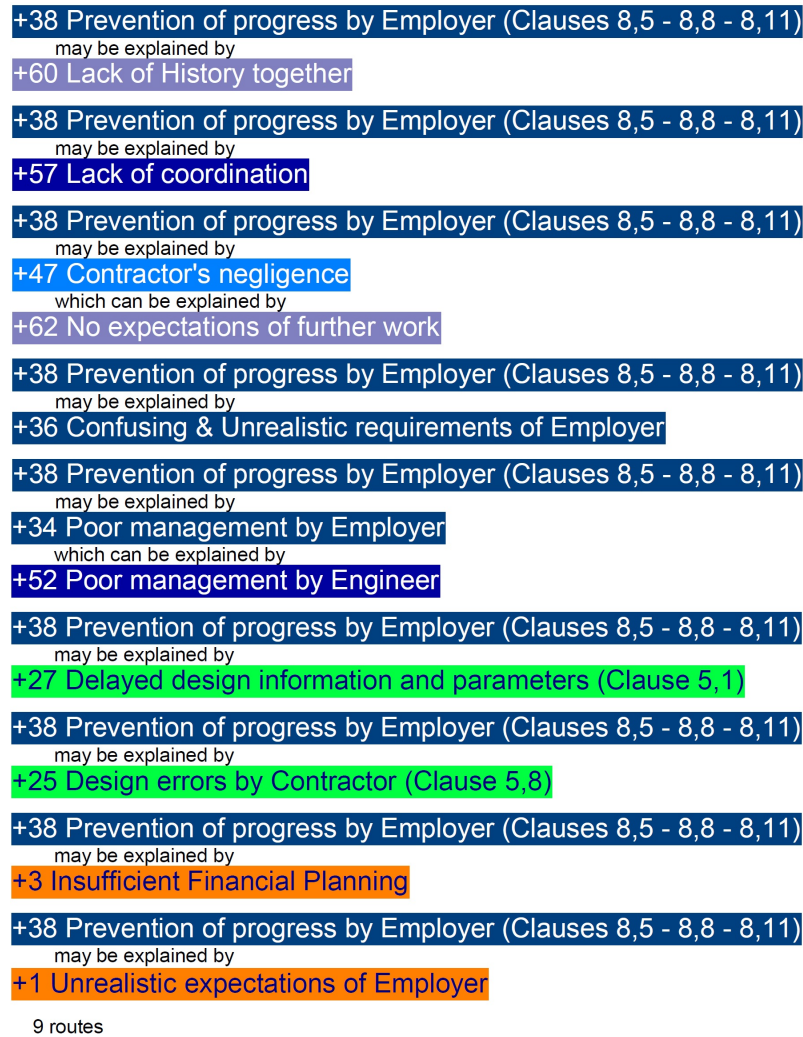 +38 Prevention of progress by Employer (Clauses 8,5 - 8,8 - 8,11)
may be explained by
+60 Lack of History together
+38 Prevention of progress by Employer (Clauses 8,5 - 8,8 - 8,11)
may be explained by
+57 Lack of coordination
+38 Prevention of progress by Employer (Clauses 8,5 - 8,8 - 8,11)
may be explained by
+47 Contractor's negligence
which can be explained by
+62 No expectations of further work
+38 Prevention of progress by Employer (Clauses 8,5 - 8,8 - 8,11)
may be explained by
+36 Confusing & Unrealistic requirements of Employer
+38 Prevention of progress by Employer (Clauses 8,5 - 8,8 - 8,11)
may be explained by
+34 Poor management by Employer
which can be explained by
+52 Poor management by Engineer
+38 Prevention of progress by Employer (Clauses 8,5 - 8,8 - 8,11)
may be explained by
+27 Delayed design information and parameters (Clause 5,1)
+38 Prevention of progress by Employer (Clauses 8,5 - 8,8 - 8,11)
may be explained by
+25 Design errors by Contractor (Clause 5,8)
+38 Prevention of progress by Employer (Clauses 8,5 - 8,8 - 8,11)
may be explained by
+3 Insufficient Financial Planning
+38 Prevention of progress by Employer (Clauses 8,5 - 8,8 - 8,11)
may be explained by
+1 Unrealistic expectations of Employer
9 routes